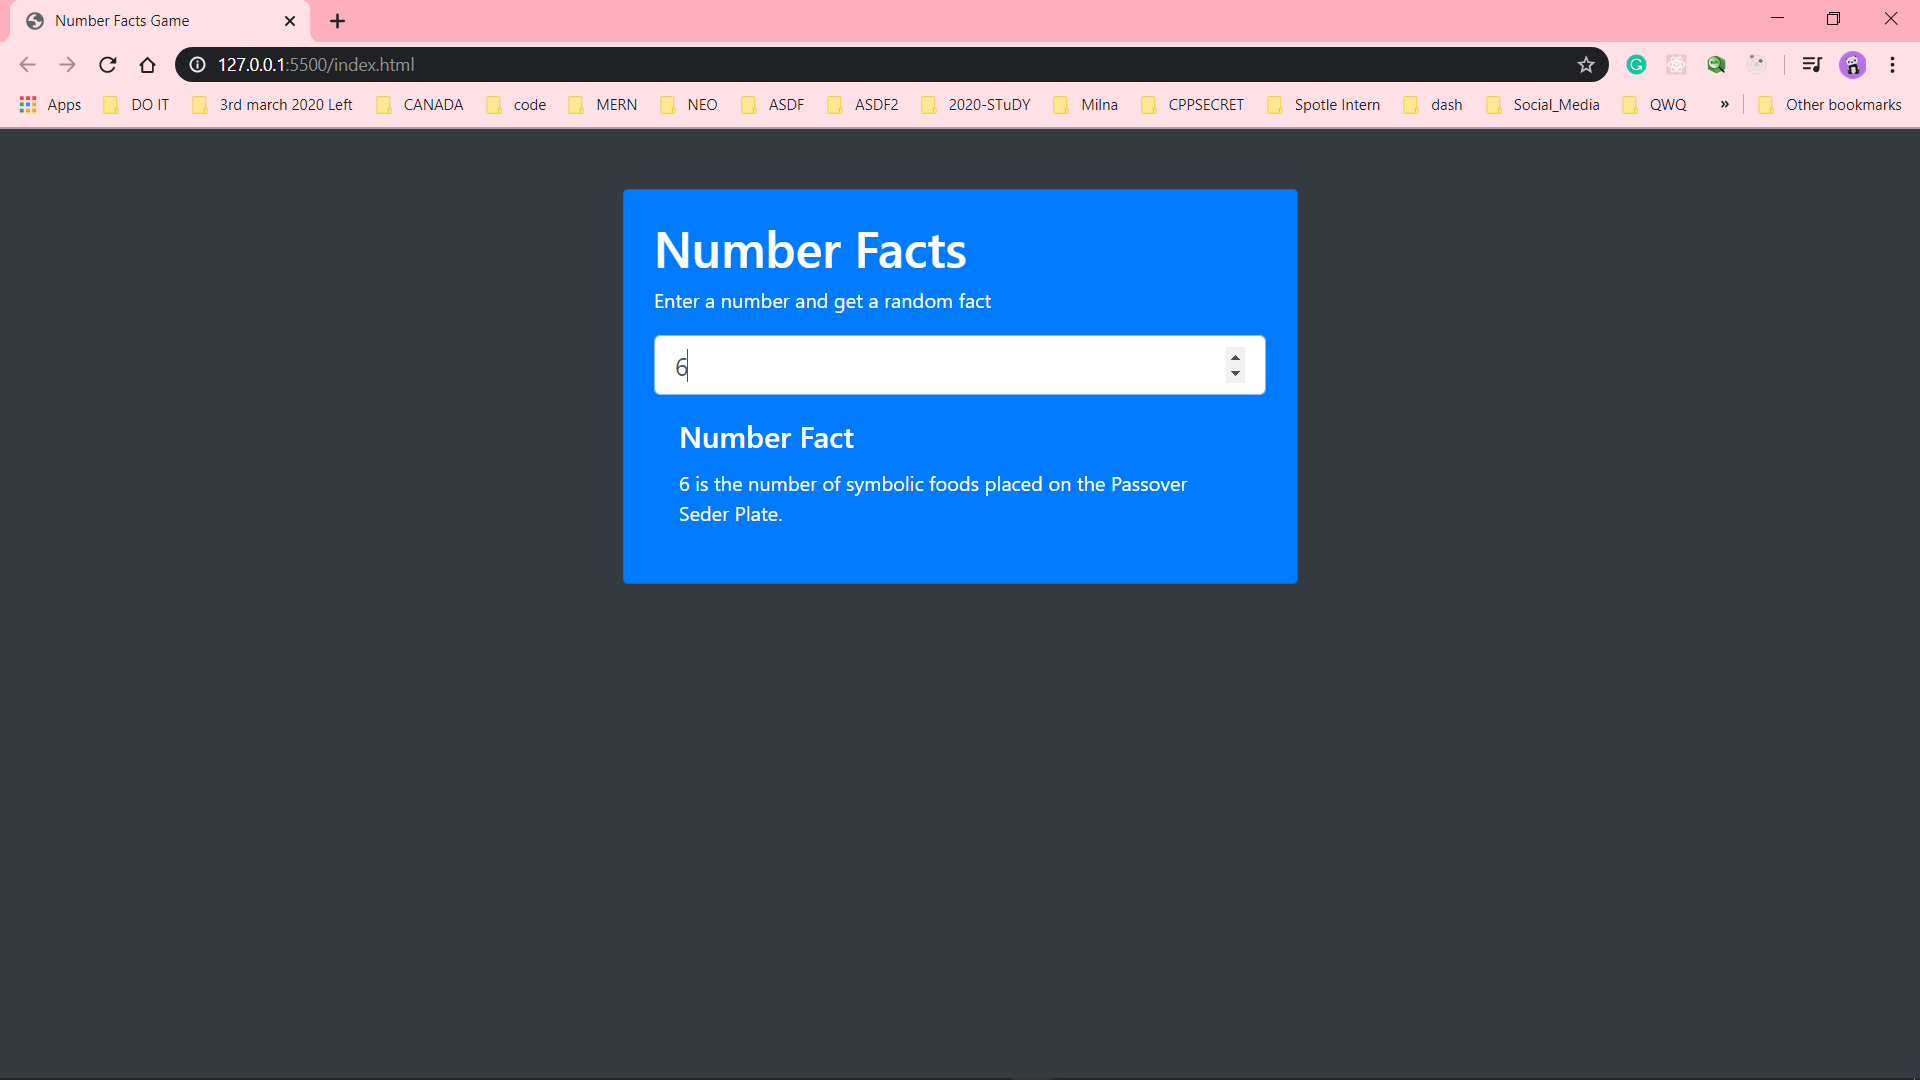 Number Facts Game
127.0.0.1:5500/index.html
Apps DO IT 3rd march 2020 Left CANADA code MERN NEO ASDF ASDF2 2020-STuDY Milna CPPSECRET Spotle Intern dash Social_Media QWQ » Other bookmarks
Number Facts
Enter a number and get a random fact
6
Number Fact
6 is the number of symbolic foods placed on the Passover
Seder Plate.